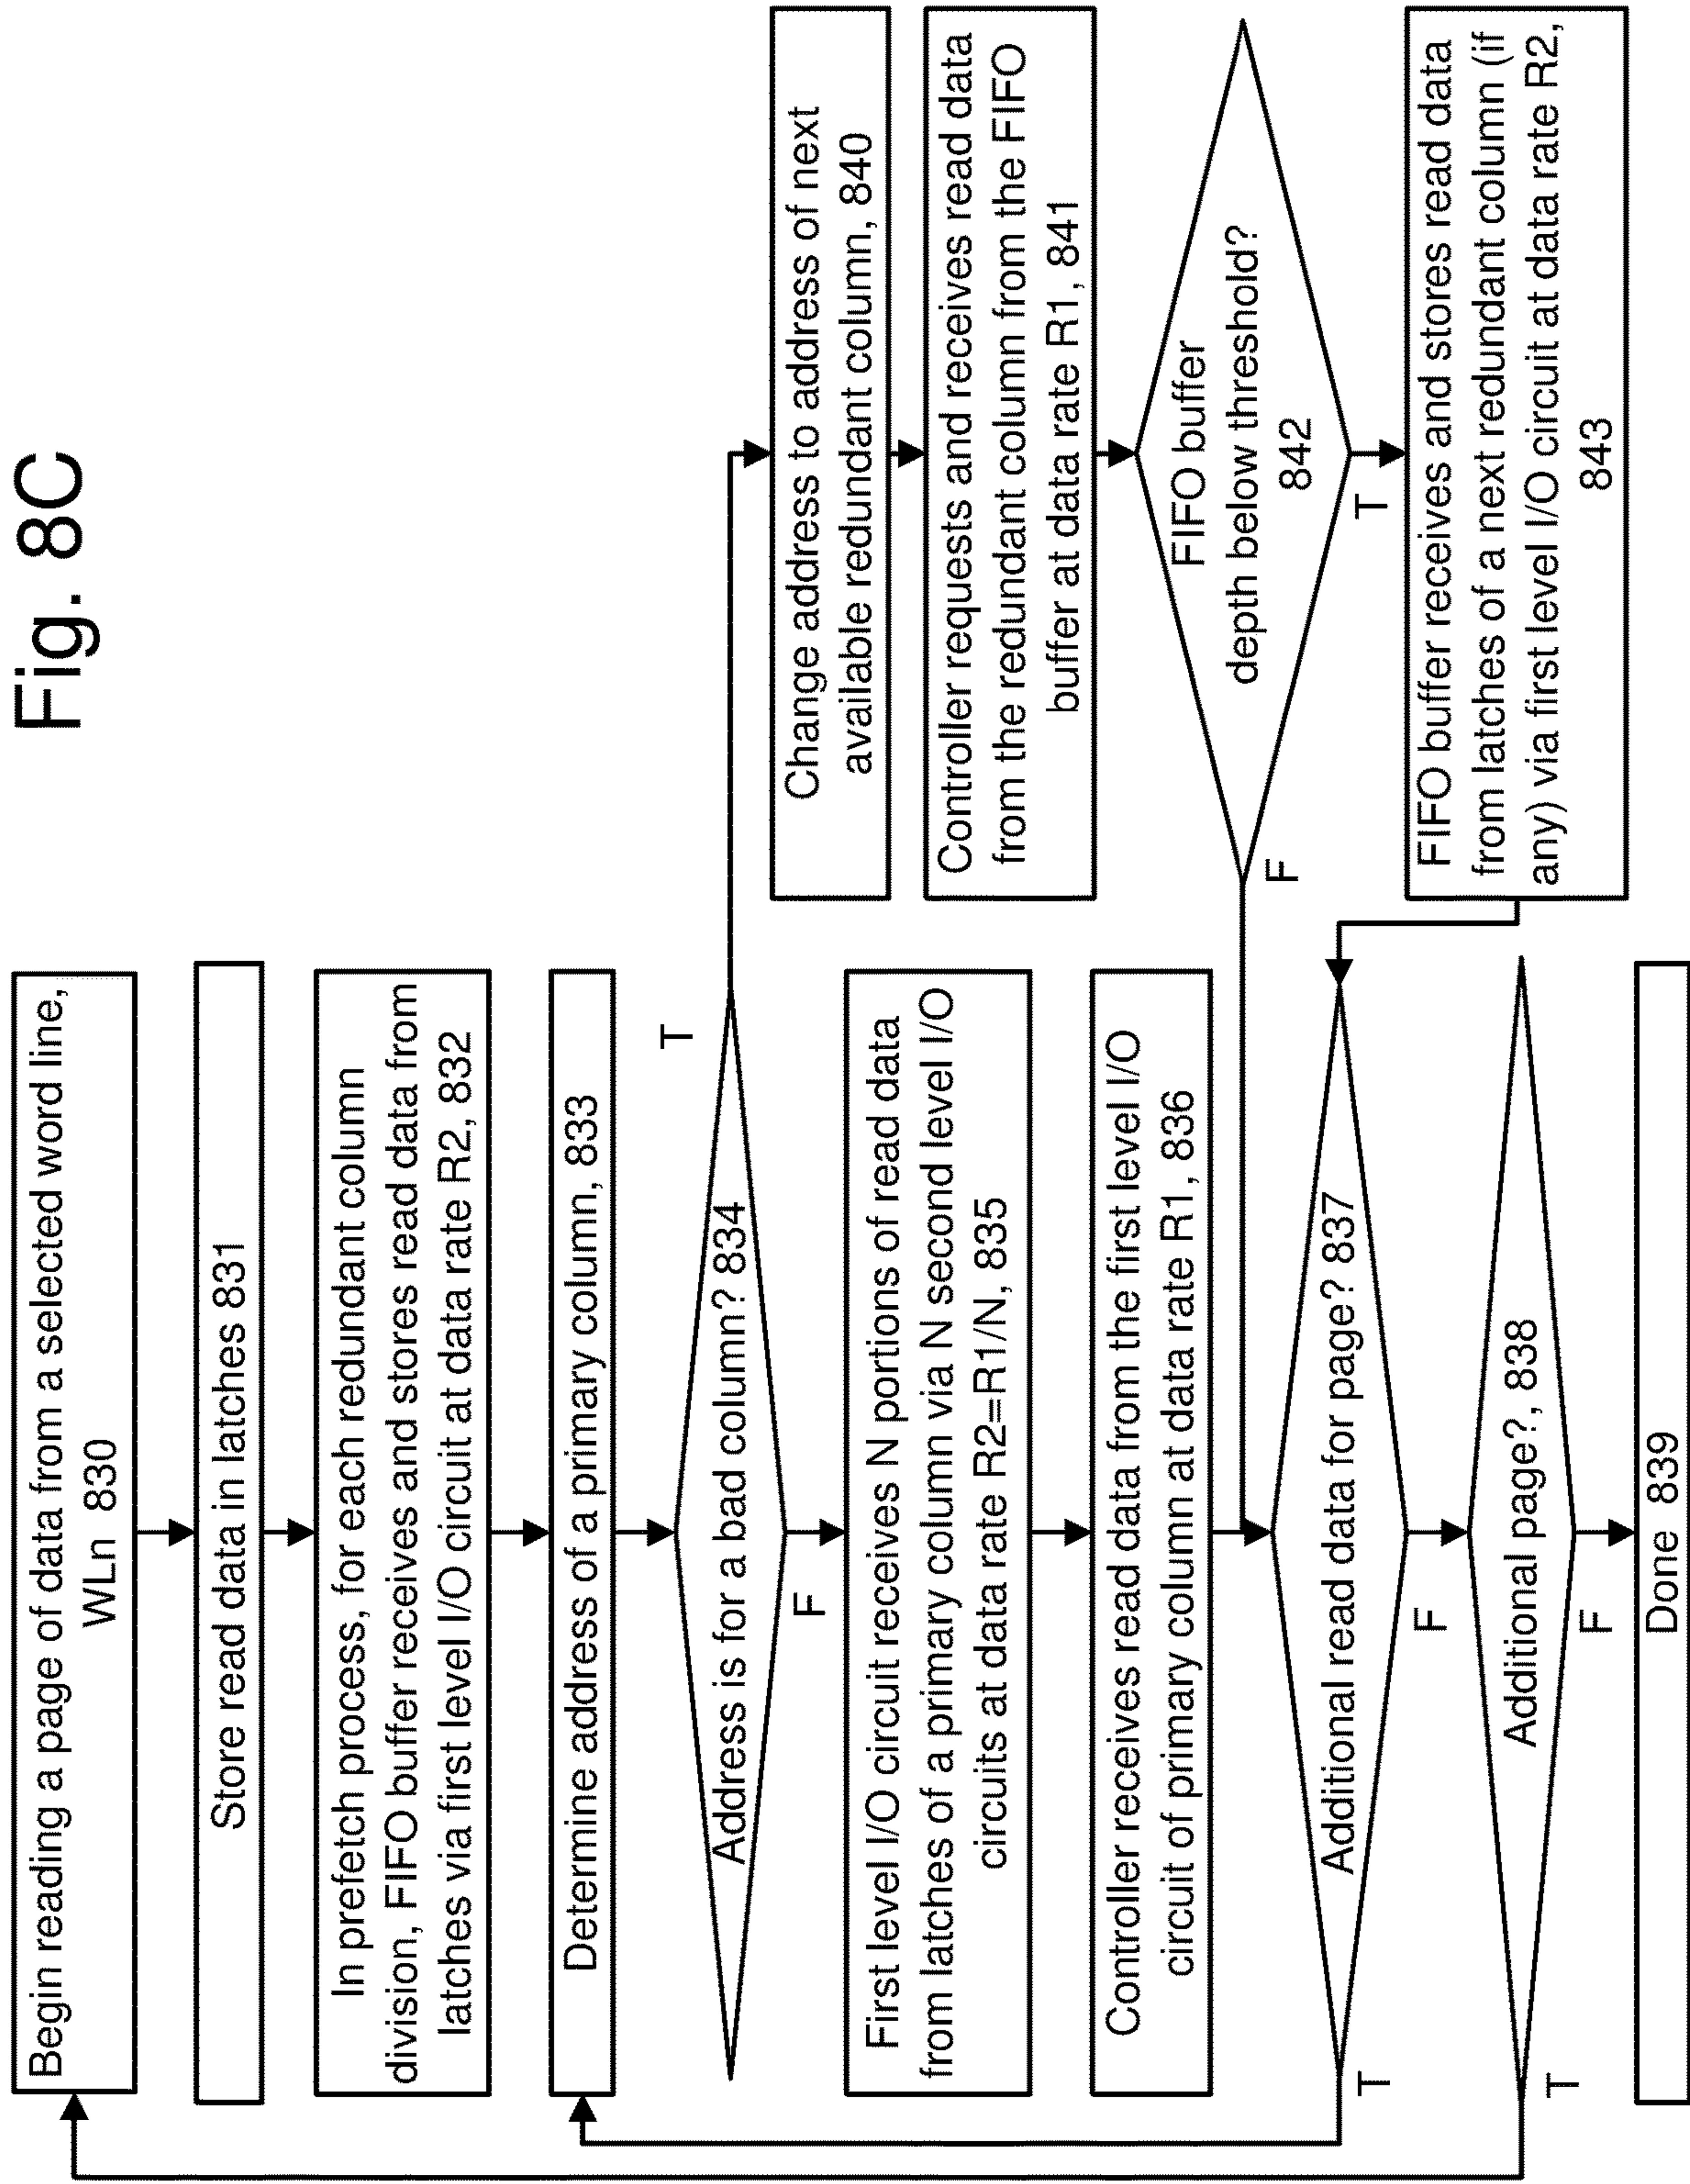 Fig. 8C
Begin reading a page of data from a selected word line,
WLn 830
Store read data in latches 831
In prefetch process, for each redundant column
division, FIFO buffer receives and stores read data from
latches via first level I/O circuit at data rate R2, 832
Determine address of a primary column, 833
Address is for a bad column? 834
T
F
First level I/O circuit receives N portions of read data
from latches of a primary column via N second level I/O
circuits at data rate R2=R1/N, 835
Controller receives read data from the first level I/O
circuit of primary column at data rate R1, 836
Additional read data for page? 837
T
F
Additional page?, 838
T
F
Done 839
Change address to address of next
available redundant column, 840
Controller requests and receives read data
from the redundant column from the FIFO
buffer at data rate R1, 841
FIFO buffer
depth below threshold?
842
F
T
FIFO buffer receives and stores read data
from latches of a next redundant column (if
any) via first level I/O circuit at data rate R2,
843